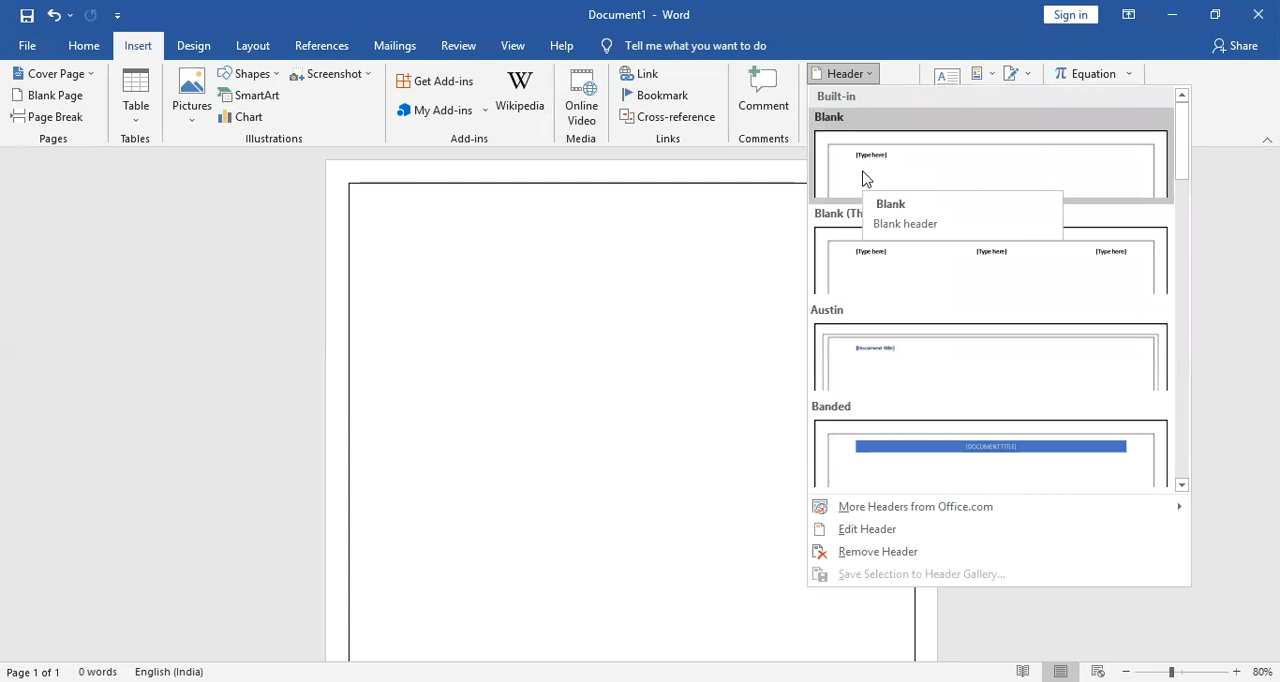 Document1 - Word
Sign in
File Home Insert Design Layout References Mailings Review View Help Tell me what you want to do Share
Cover Page
Blank Page
Page Break
Pages
Table
Tables
Pictures
Shapes
SmartArt
Chart
Screenshot
Illustrations
Get Add-ins
My Add-ins
Wikipedia
Add-ins
Online
Video
Media
Link
Bookmark
Cross-reference
Links
Comment
Comments
Header
A
π Equation
Built-in
Blank
[Type here]
Blank
Blank header
Blank (Th
[Type here] [Type here] [Type here]
Austin
[Document title]
Banded
[DOCUMENT TITLE]
More Headers from Office.com
Edit Header
Remove Header
Save Selection to Header Gallery...
Page 1 of 1 0 words English (India) 80%